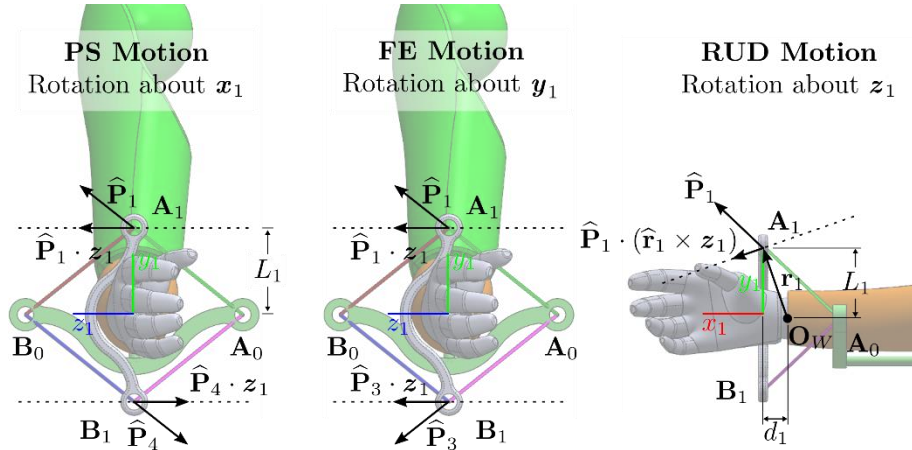 PS Motion
Rotation about x₁
P̂₁
A₁
P̂₁ · z₁
y₁
L₁
z₁
B₀
A₀
P̂₄ · z₁
B₁
P̂₄
FE Motion
Rotation about y₁
P̂₁
A₁
P̂₁ · z₁
y₁
L₁
z₁
B₀
A₀
P̂₃ · z₁
P̂₃
B₁
RUD Motion
Rotation about z₁
P̂₁
A₁
P̂₁ · (r̂₁ × z₁)
r₁
y₁
L₁
x₁
O_W
A₀
B₁
d₁